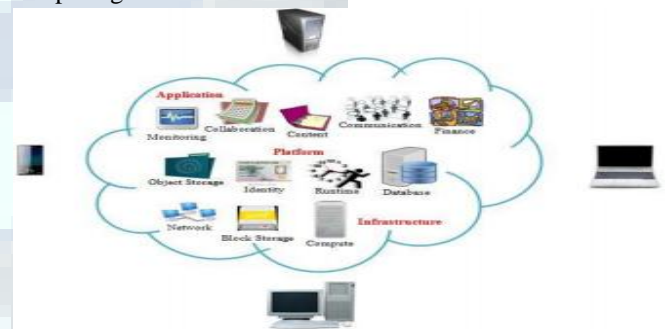 Application
Monitoring Collaboration Content Communication Finance
Platform
Object Storage Identity Runtime Database
Network Block Storage Compute Infrastructure